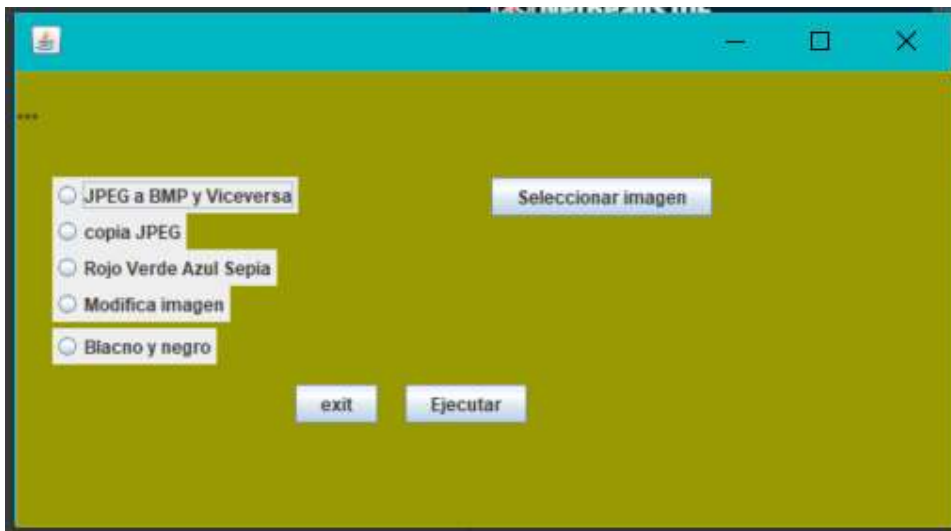 ...
JPEG a BMP y Viceversa
Seleccionar imagen
copia JPEG
Rojo Verde Azul Sepia
Modifica imagen
Blacno y negro
exit
Ejecutar